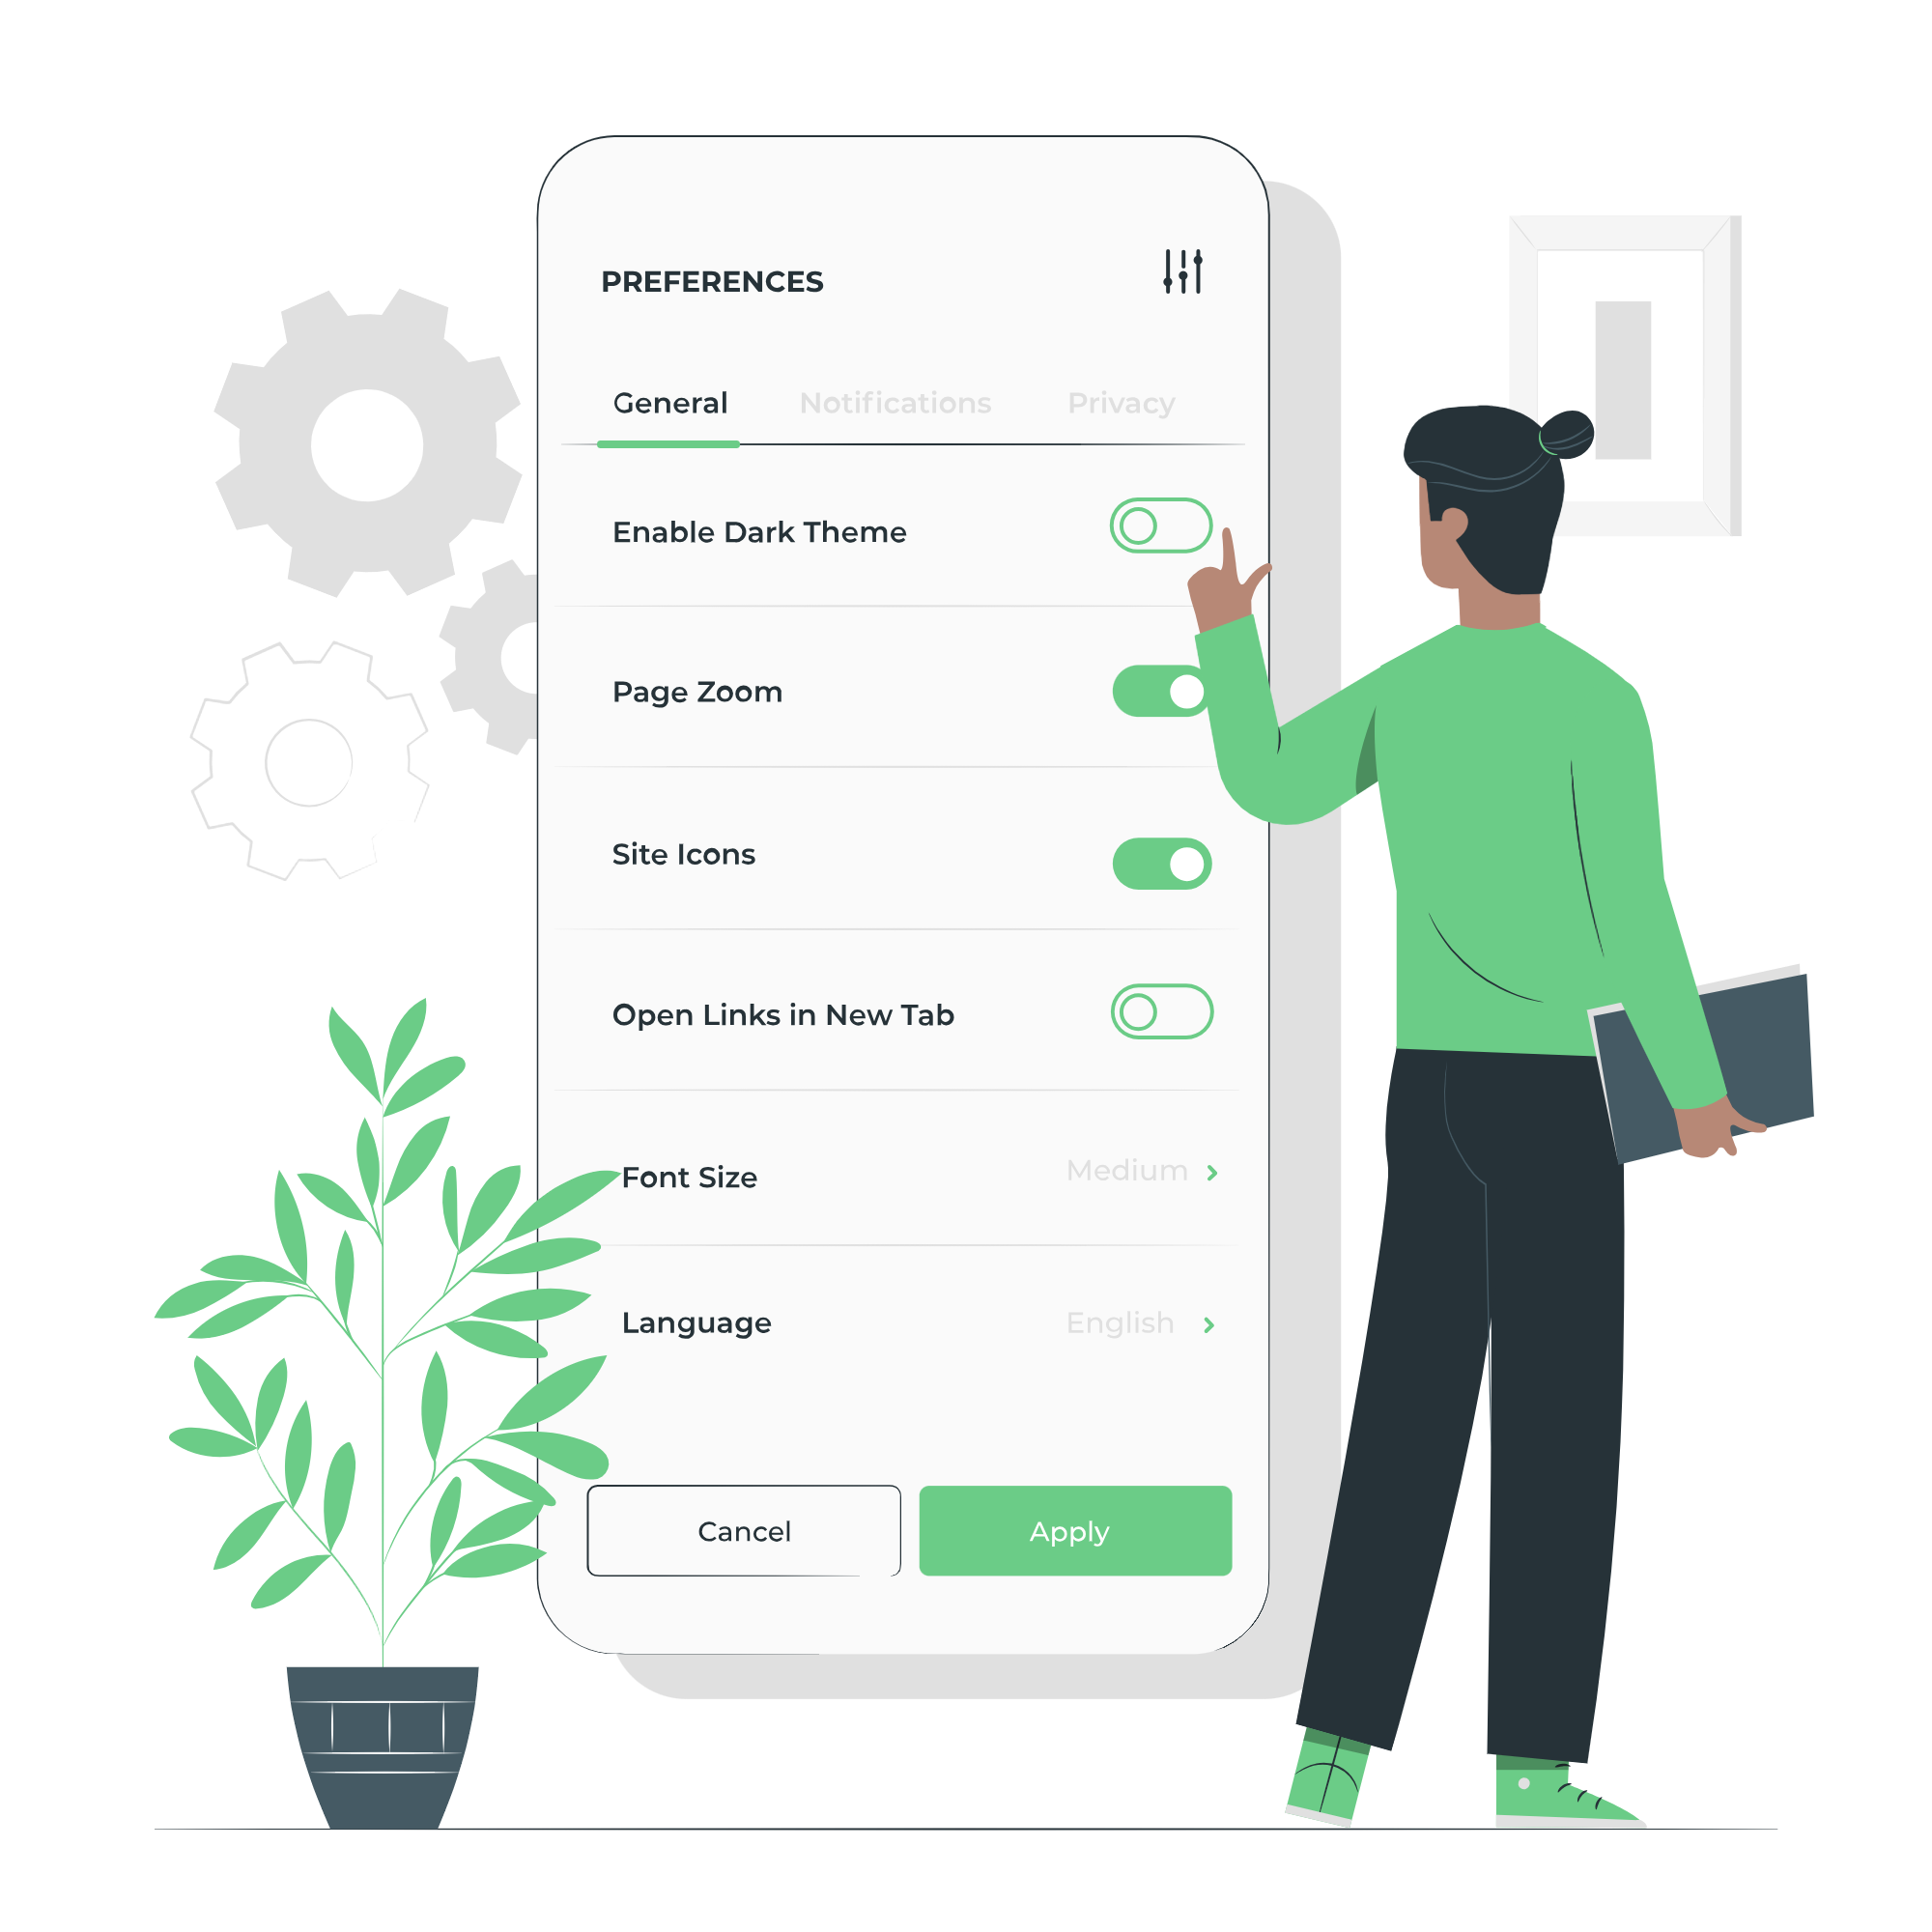 PREFERENCES
General Notifications Privacy
Enable Dark Theme
Page Zoom
Site Icons
Open Links in New Tab
Font Size Medium
Language English
Cancel Apply